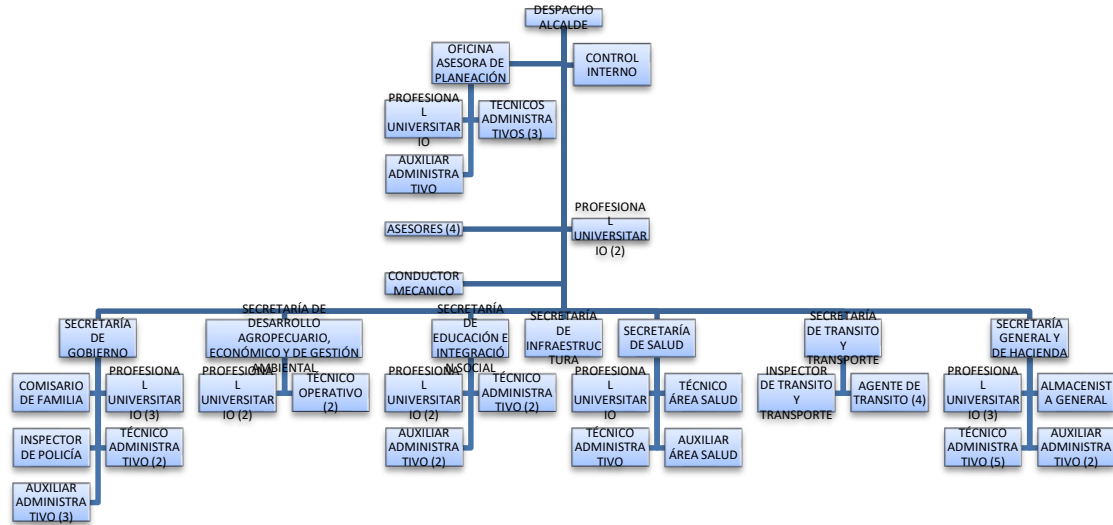 DESPACHO
ALCALDE
OFICINA
ASESORA DE
PLANEACIÓN
CONTROL
INTERNO
PROFESIONA
L
UNIVERSITAR
IO
TECNICOS
ADMINISTRA
TIVOS (3)
AUXILIAR
ADMINISTRA
TIVO
ASESORES (4)
PROFESIONA
L
UNIVERSITAR
IO (2)
CONDUCTOR
MECANICO
SECRETARÍA
DE
GOBIERNO
SECRETARÍA DE
DESARROLLO
AGROPECUARIO,
ECONÓMICO Y DE GESTIÓN
AMBIENTAL
SECRETARÍA
DE
EDUCACIÓN E
INTEGRACIÓ
N SOCIAL
SECRETARÍA
DE
INFRAESTRUC
TURA
SECRETARÍA
DE SALUD
SECRETARÍA
DE TRANSITO
Y
TRANSPORTE
SECRETARÍA
GENERAL Y
DE HACIENDA
COMISARIO
DE FAMILIA
PROFESIONA
L
UNIVERSITAR
IO (3)
PROFESIONA
L
UNIVERSITAR
IO (2)
TÉCNICO
OPERATIVO (2)
PROFESIONA
L
UNIVERSITAR
IO (2)
TÉCNICO
ADMINISTRA
TIVO (2)
PROFESIONA
L
UNIVERSITAR
IO
TÉCNICO
ÁREA SALUD
INSPECTOR
DE TRANSITO
Y
TRANSPORTE
AGENTE DE
TRANSITO (4)
PROFESIONA
L
UNIVERSITAR
IO (3)
ALMACENIST
A GENERAL
INSPECTOR
DE POLICÍA
TÉCNICO
ADMINISTRA
TIVO (2)
AUXILIAR
ADMINISTRA
TIVO (2)
TÉCNICO
ADMINISTRA
TIVO
AUXILIAR
ÁREA SALUD
TÉCNICO
ADMINISTRA
TIVO (5)
AUXILIAR
ADMINISTRA
TIVO (2)
AUXILIAR
ADMINISTRA
TIVO (3)